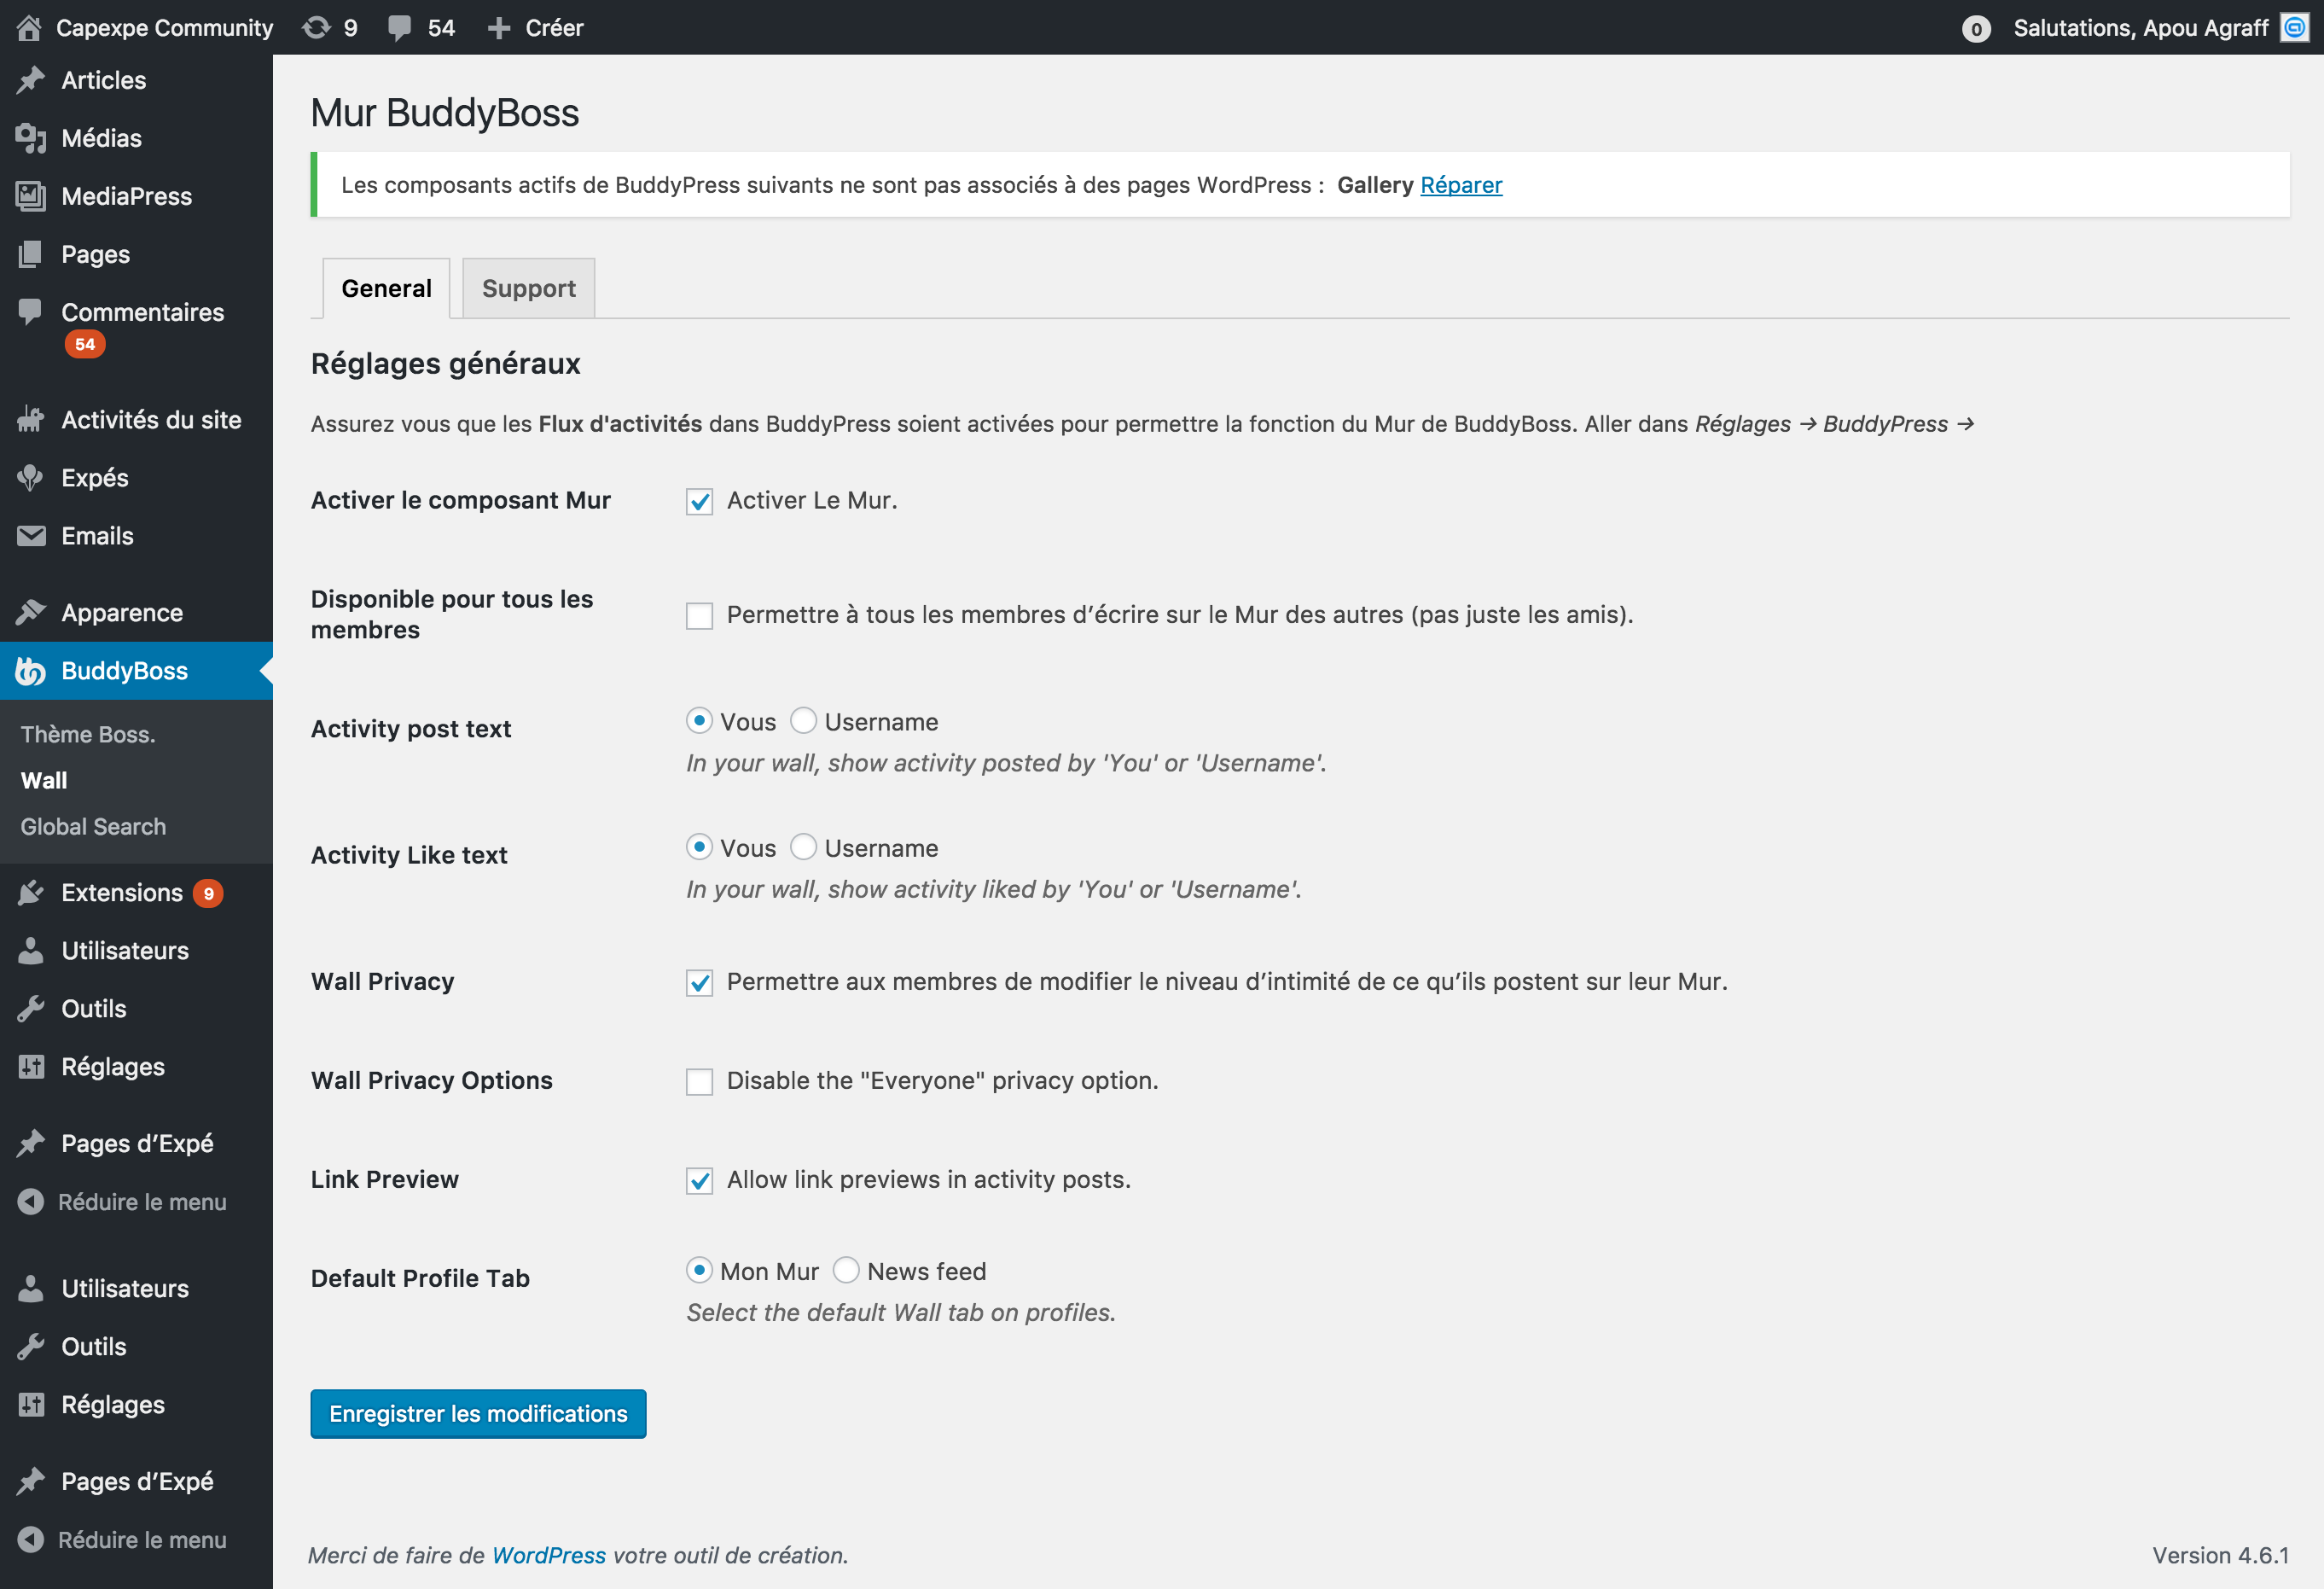 Capexpe Community 9 54 Créer 0 Salutations, Apou Agraff
Articles
Médias
MediaPress
Pages
Commentaires
54
Activités du site
Expés
Emails
Apparence
BuddyBoss
Thème Boss.
Wall
Global Search
Extensions 9
Utilisateurs
Outils
Réglages
Pages d’Expé
Réduire le menu
Utilisateurs
Outils
Réglages
Pages d’Expé
Réduire le menu
Mur BuddyBoss
Les composants actifs de BuddyPress suivants ne sont pas associés à des pages WordPress : Gallery Réparer
General Support
Réglages généraux
Assurez vous que les Flux d'activités dans BuddyPress soient activées pour permettre la fonction du Mur de BuddyBoss. Aller dans Réglages → BuddyPress →
Activer le composant Mur Activer Le Mur.
Disponible pour tous les
membres
Permettre à tous les membres d’écrire sur le Mur des autres (pas juste les amis).
Activity post text Vous Username
In your wall, show activity posted by 'You' or 'Username'.
Activity Like text Vous Username
In your wall, show activity liked by 'You' or 'Username'.
Wall Privacy Permettre aux membres de modifier le niveau d’intimité de ce qu’ils postent sur leur Mur.
Wall Privacy Options Disable the "Everyone" privacy option.
Link Preview Allow link previews in activity posts.
Default Profile Tab Mon Mur News feed
Select the default Wall tab on profiles.
Enregistrer les modifications
Merci de faire de WordPress votre outil de création. Version 4.6.1